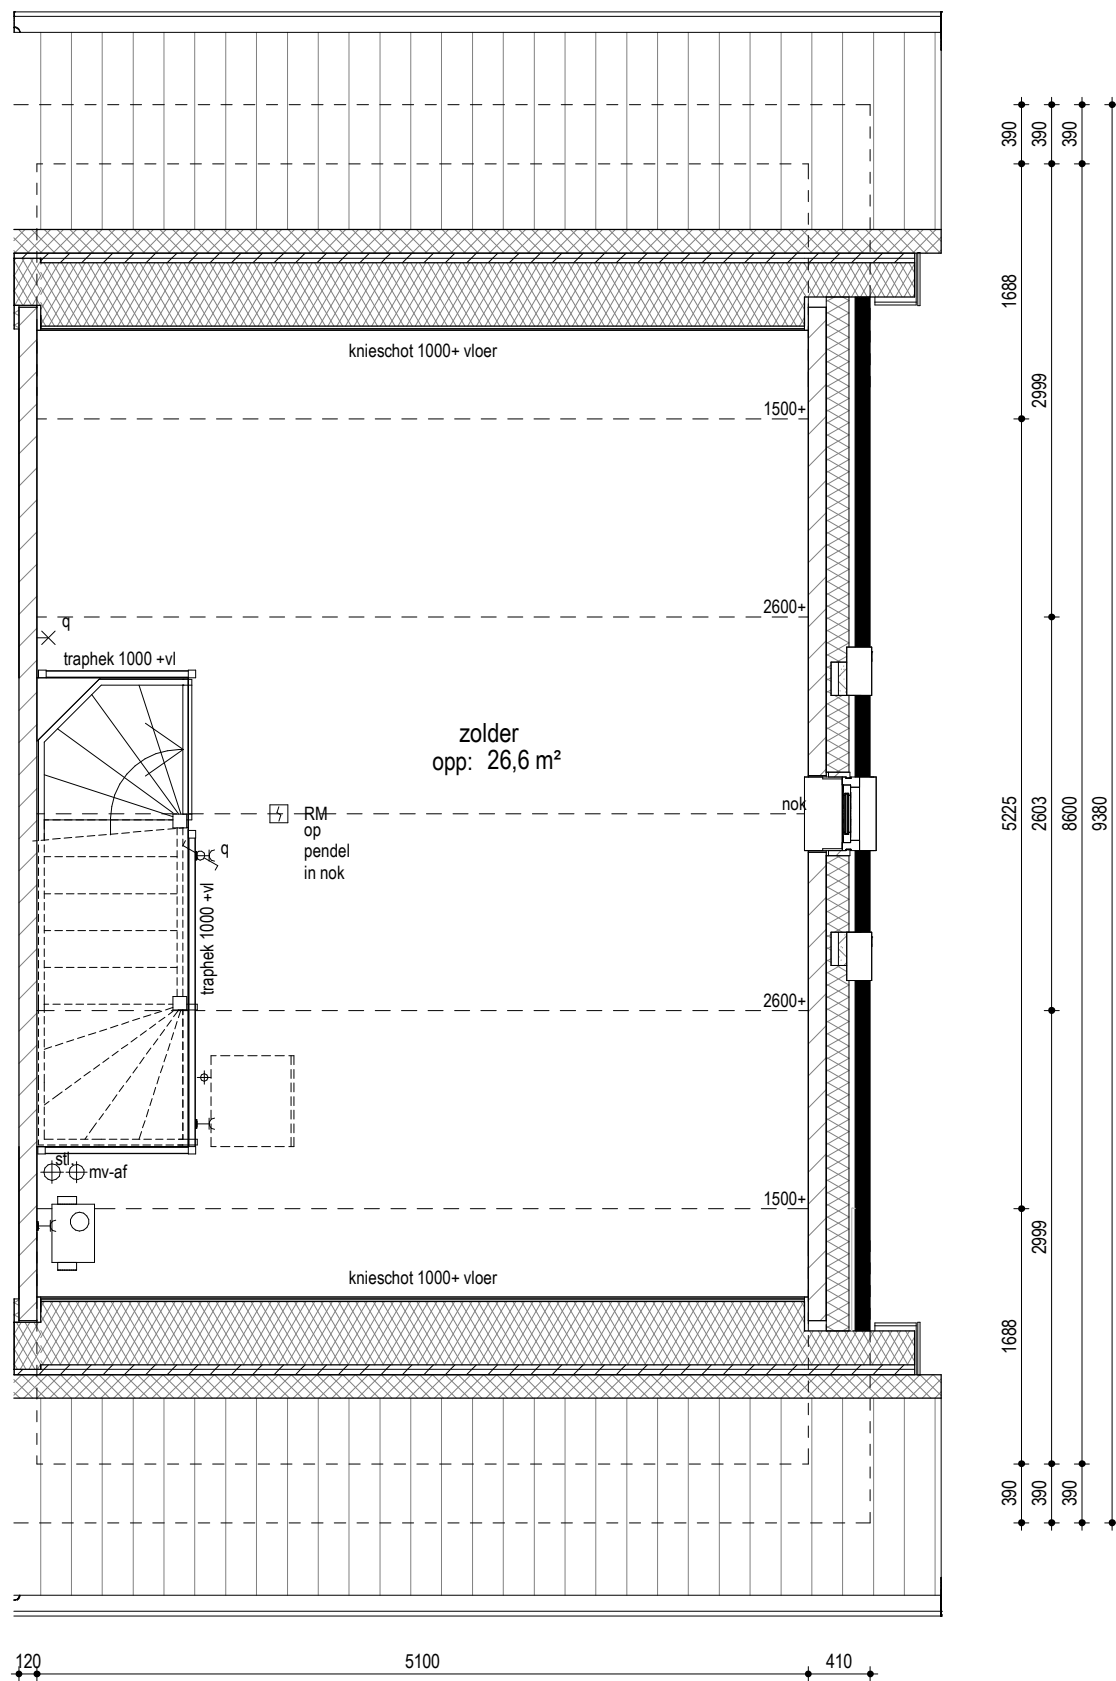 390
390
390
1688
knieschot 1000+ vloer
2999
1500+
2600+
q
traphek 1000 +vl
zolder
opp: 26,6 m²
nok
RM
op
pendel
in nok
5225
2603
8600
9380
q
traphek 1000 +vl
2600+
stl.
mv-af
1500+
2999
knieschot 1000+ vloer
1688
390
390
390
120
5100
410